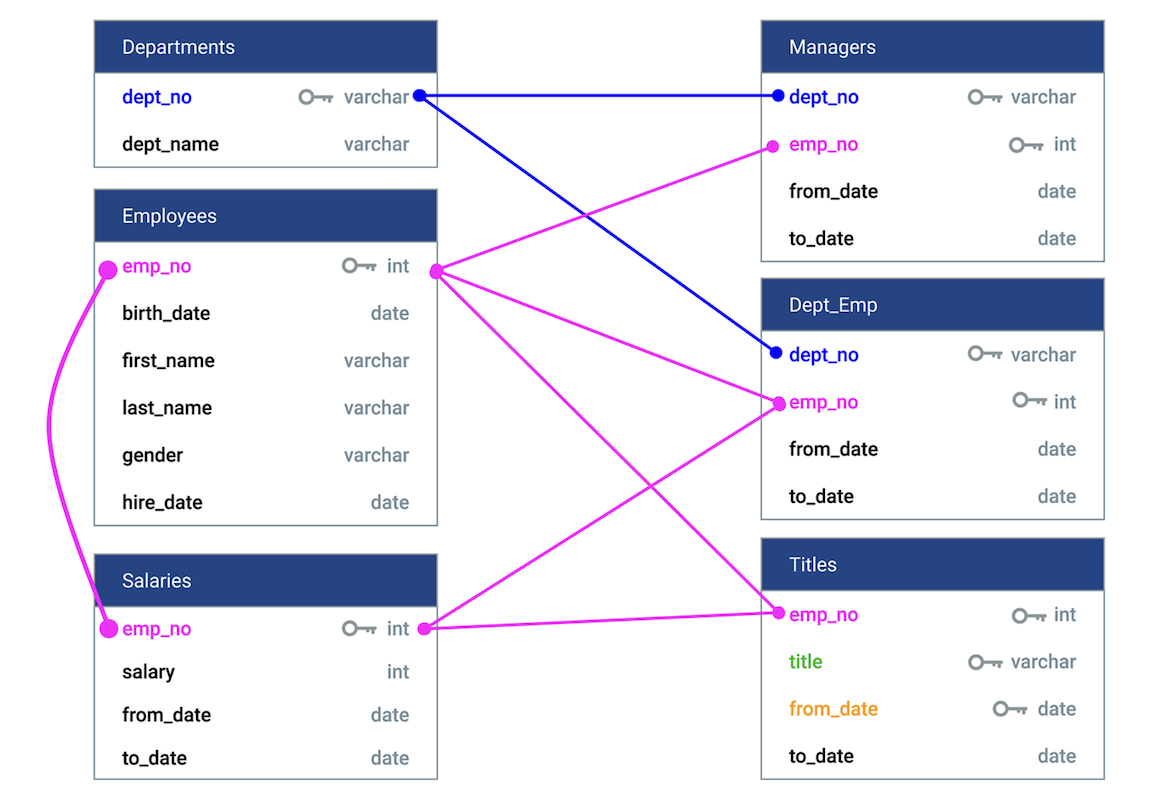 Departments
dept_no varchar
dept_name varchar
Employees
emp_no int
birth_date date
first_name varchar
last_name varchar
gender varchar
hire_date date
Salaries
emp_no int
salary int
from_date date
to_date date
Managers
dept_no varchar
emp_no int
from_date date
to_date date
Dept_Emp
dept_no varchar
emp_no int
from_date date
to_date date
Titles
emp_no int
title varchar
from_date date
to_date date